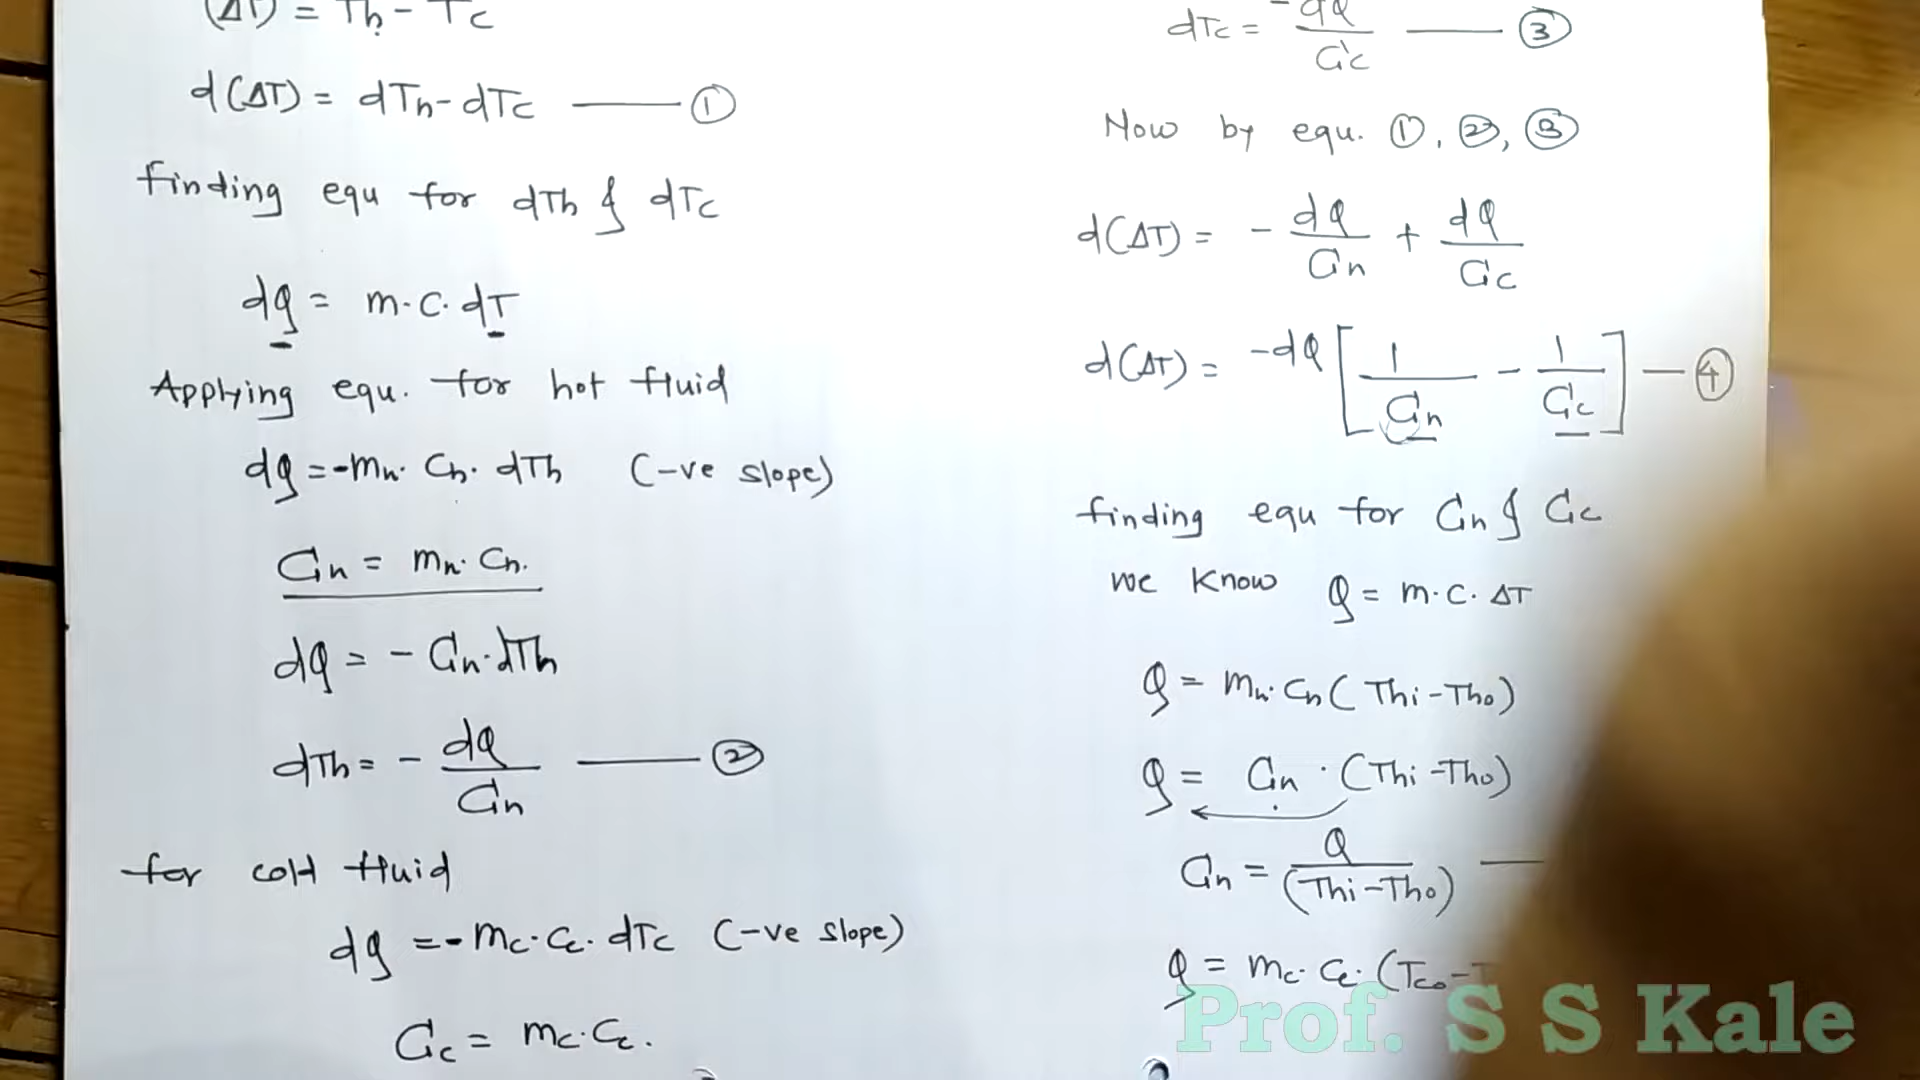 (ΔT) = Th - Tc
d(ΔT) = dTh - dTc —— ①
finding equ for dTh & dTc
dq = m·c·dT
Applying equ. for hot fluid
dq = -mh·Ch·dTh (-ve slope)
Ch = mh·Ch.
dq = - Ch·dTh
dTh = - dQ/Ch —— ②
for cold fluid
dq = -mc·Cc·dTc (-ve slope)
Cc = mc·Cc.
dTc = -dQ/Cc —— ③
Now by equ. ①, ②, ③
d(ΔT) = - dQ/Ch + dQ/Cc
d(ΔT) = -dQ [1/Ch - 1/Cc] — ④
finding equ for Ch & Cc
we know Q = m·c·ΔT
Q = mh·Ch (Thi - Tho)
Q = Ch · (Thi - Tho)
Ch = Q/(Thi - Tho) —
Q = mc·Cc·(Tco-
Prof. S S Kale